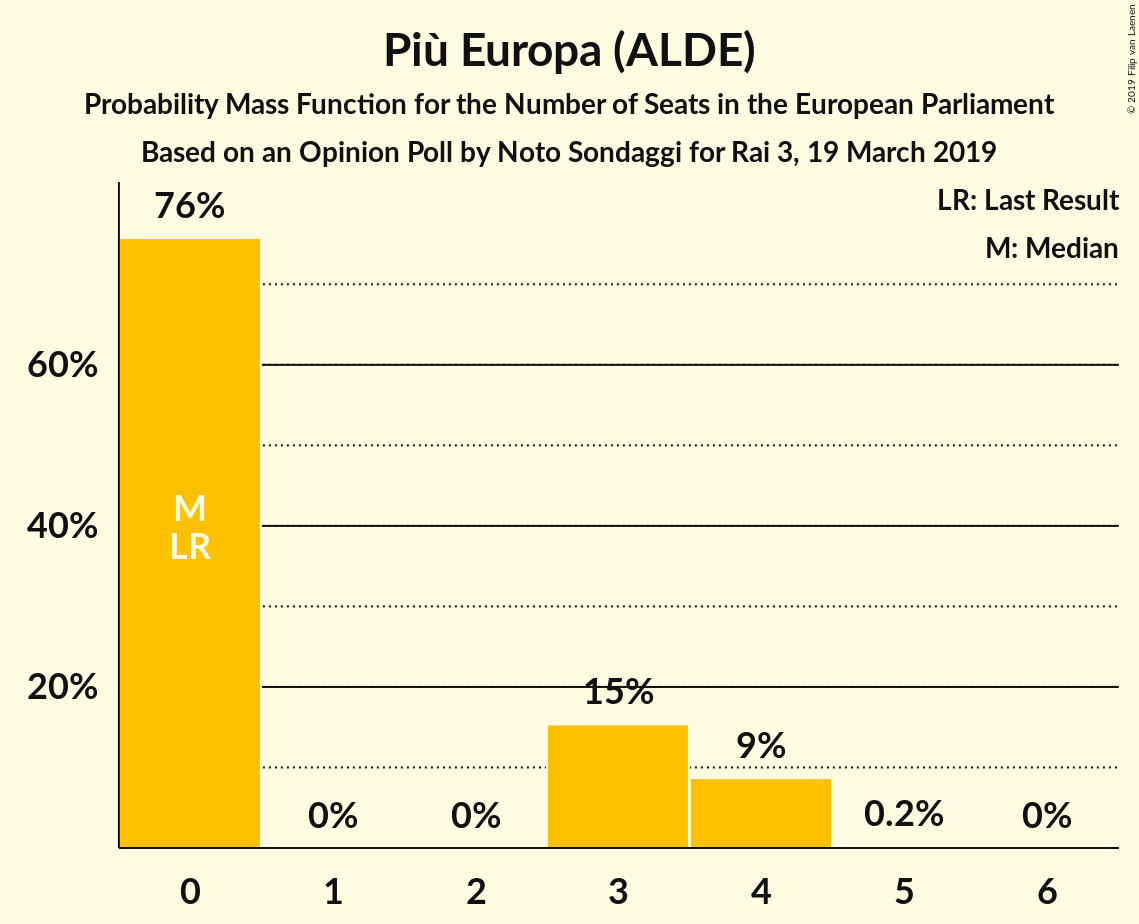 Più Europa (ALDE)
Probability Mass Function for the Number of Seats in the European Parliament
Based on an Opinion Poll by Noto Sondaggi for Rai 3, 19 March 2019
© 2019 Filip van Laenen
LR: Last Result
M: Median
76%
60%
M
40%
LR
20%
15%
9%
0%
0%
0.2%
0%
0 1 2 3 4 5 6